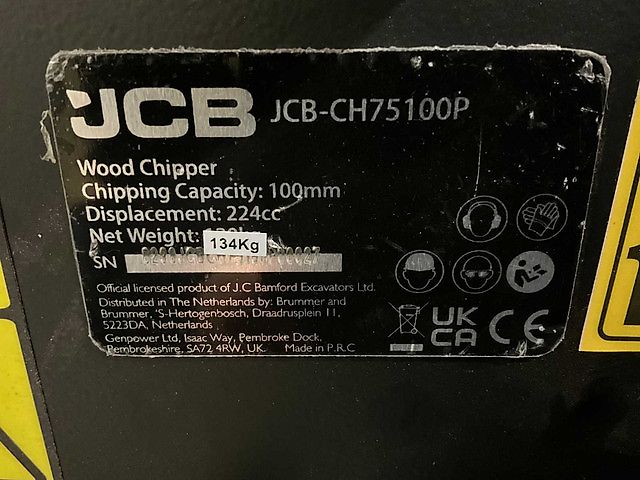 JCB JCB-CH75100P
Wood Chipper
Chipping Capacity: 100mm
Displacement: 224cc
Net Weight: 134Kg
SN
Official licensed product of J.C Bamford Excavators Ltd.
Distributed in The Netherlands by: Brummer and
Brummer, 'S-Hertogenbosch, Draadrusplein 11,
5223DA, Netherlands
Genpower Ltd, Isaac Way, Pembroke Dock,
Pembrokeshire, SA72 4RW, UK. Made in P.R.C
UK
CA CE